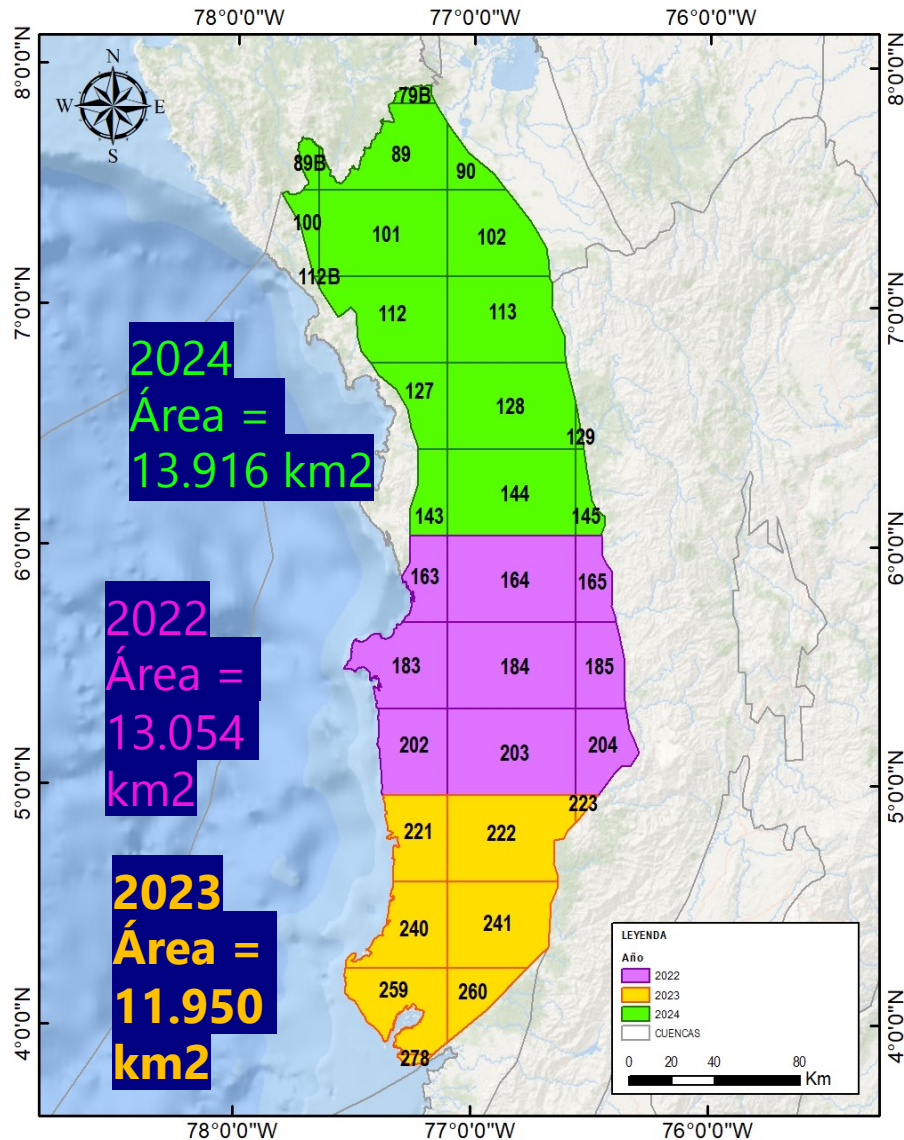 78°0'0"W 77°0'0"W 76°0'0"W
8°0'0"N 8°0'0"N
N
W E
S
79B
89B 89 90
100 101 102
112B
7°0'0"N 7°0'0"N
112 113
2024
Área =
13.916 km2
127 128
129
144
143 145
6°0'0"N 6°0'0"N
163 164 165
2022
Área =
13.054
km2
183 184 185
202 203 204
5°0'0"N 5°0'0"N
223
221 222
2023
Área =
11.950
km2
240 241
259 260
4°0'0"N 4°0'0"N
278
LEYENDA
Año
2022
2023
2024
CUENCAS
0 20 40 80
Km
78°0'0"W 77°0'0"W 76°0'0"W